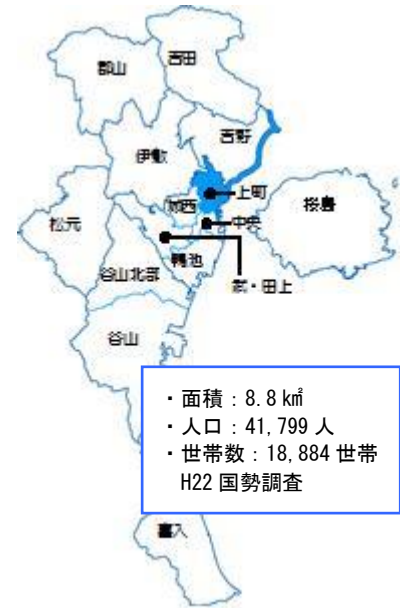 吉田
郡山
吉野
伊敷
上町
城西
桜島
中央
松元
鴨池
谷山北部
武・田上
谷山
・面積：8.8 ㎢
・人口：41,799 人
・世帯数：18,884 世帯
H22 国勢調査
喜入